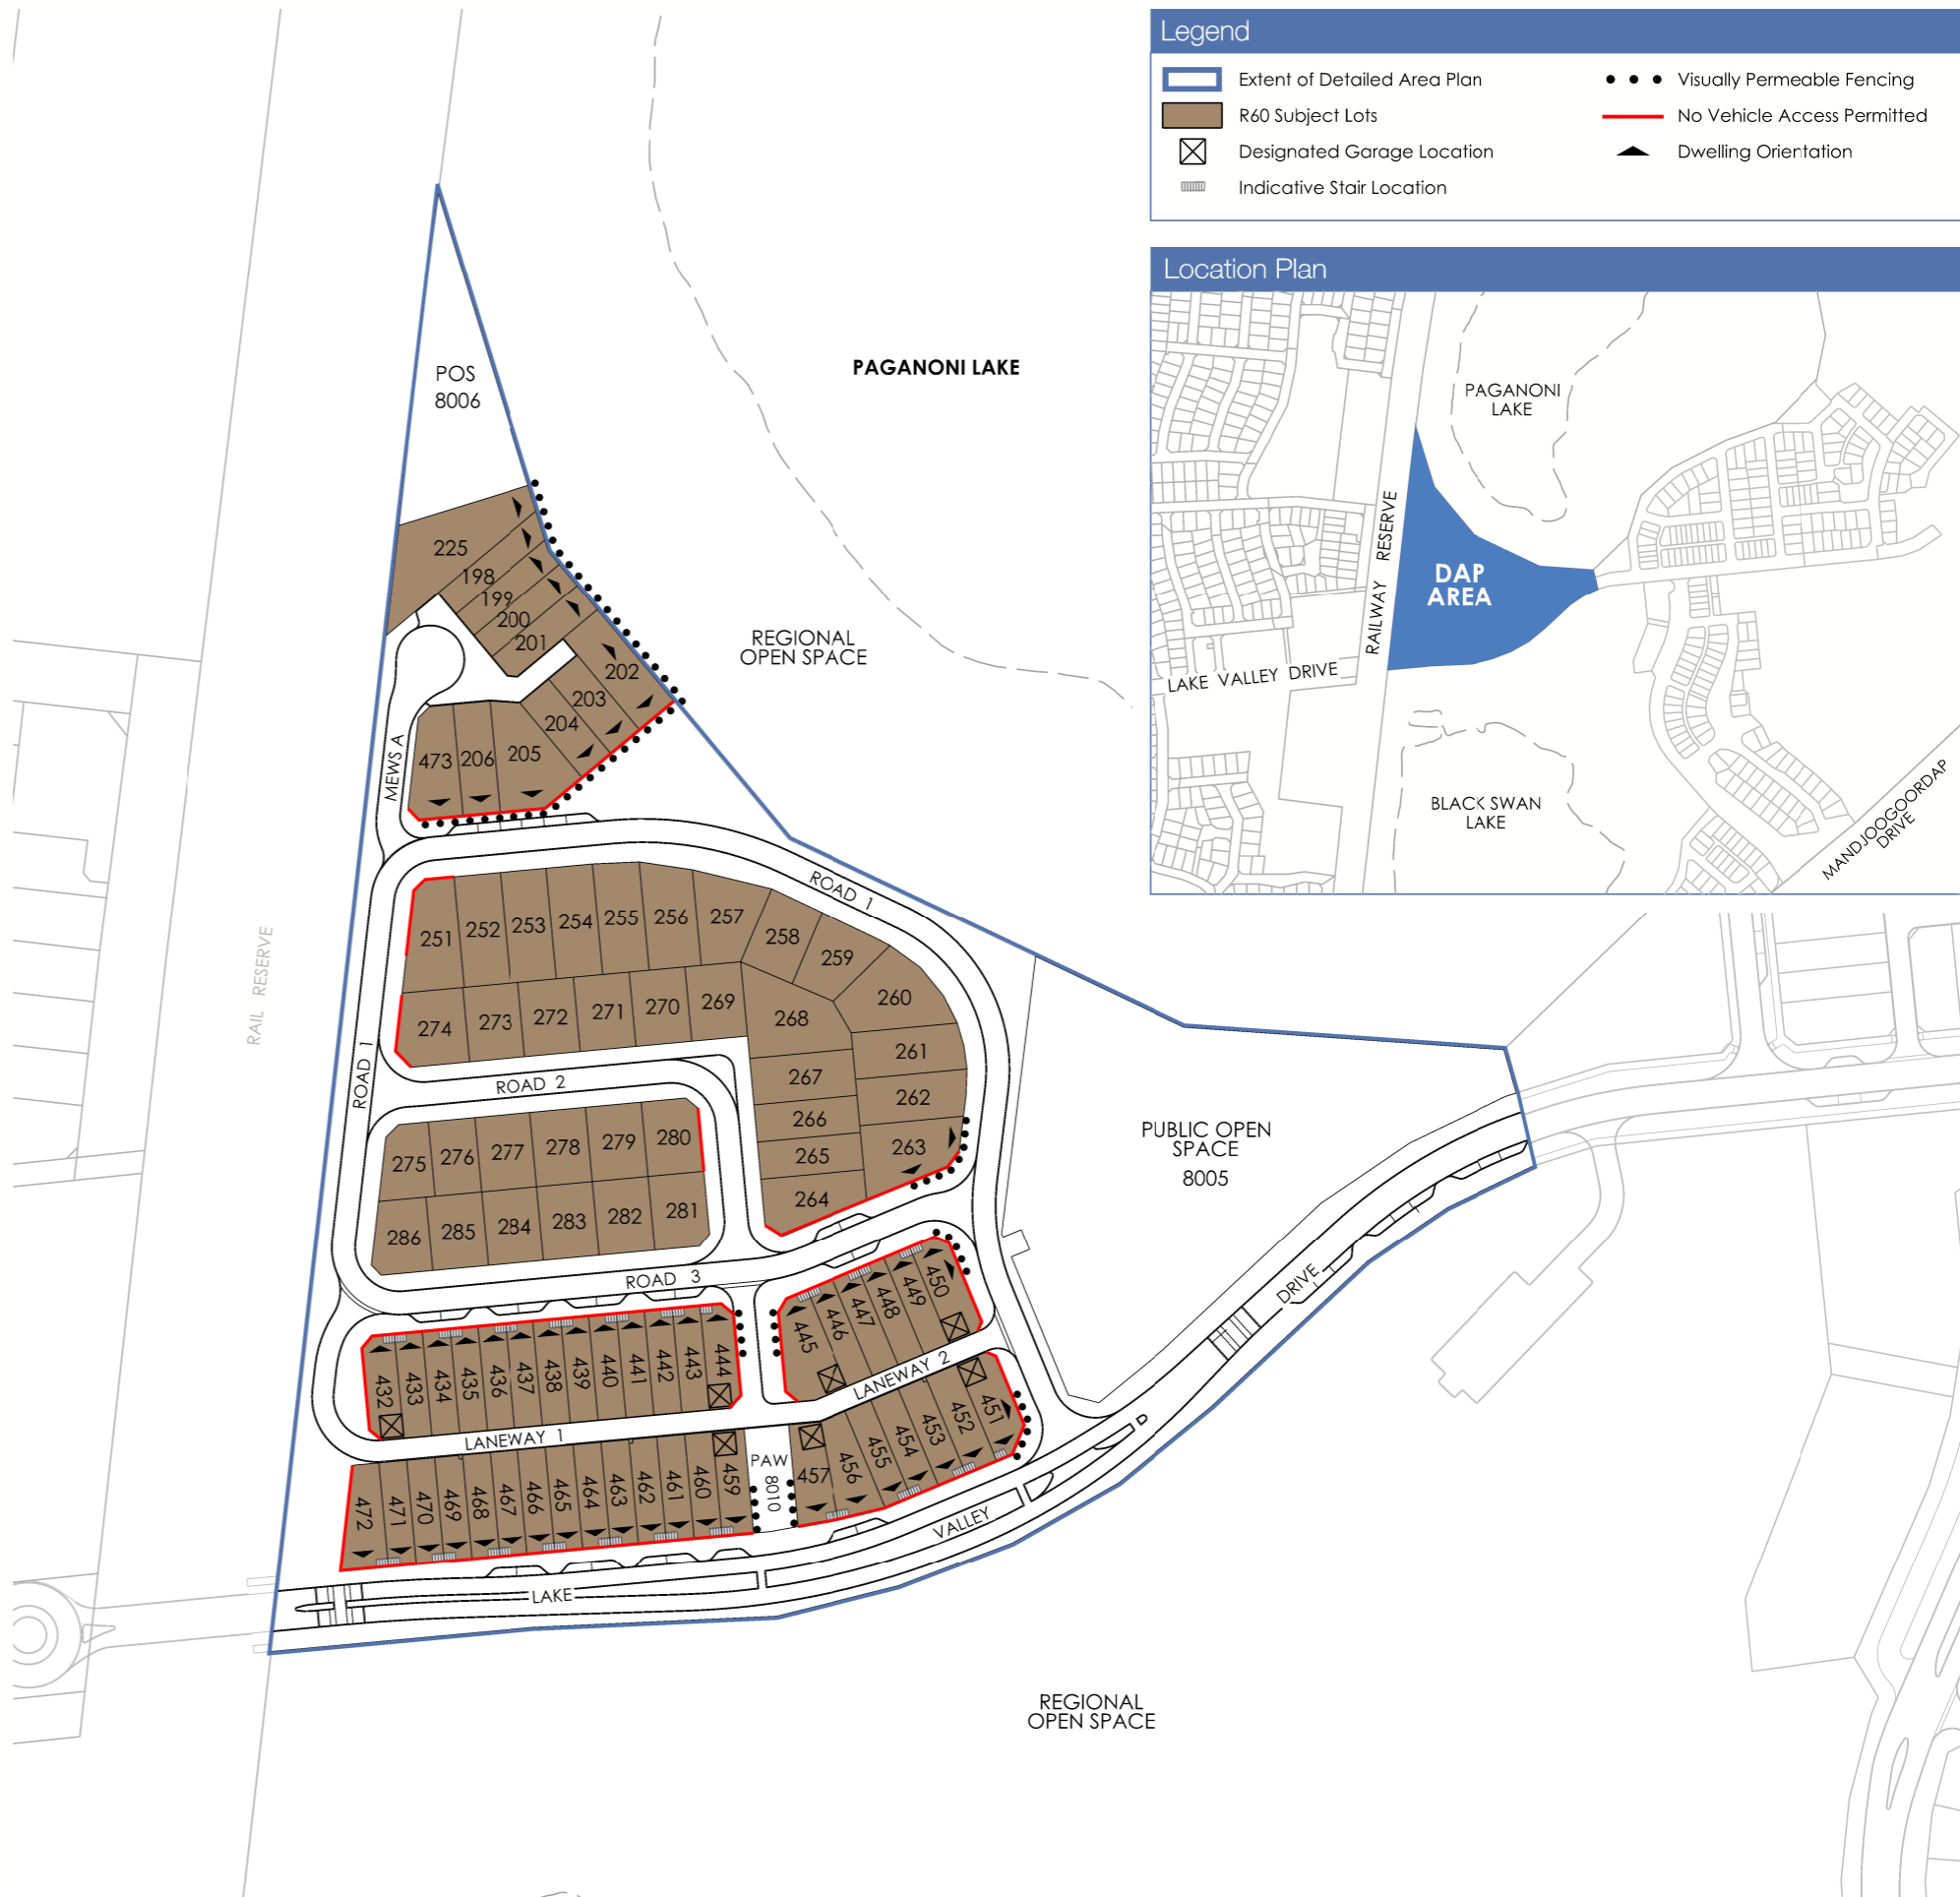 Legend
Extent of Detailed Area Plan
R60 Subject Lots
Designated Garage Location
Indicative Stair Location
Visually Permeable Fencing
No Vehicle Access Permitted
Dwelling Orientation
Location Plan
PAGANONI
LAKE
RAILWAY RESERVE
DAP
AREA
LAKE VALLEY DRIVE
BLACK SWAN
LAKE
MANDJOOGOORDAP
DRIVE
PAGANONI LAKE
POS
8006
REGIONAL
OPEN SPACE
225
198
199
200
201
202
203
204
205
206
473
MEWS A
ROAD 1
251
252
253
254
255
256
257
258
259
260
274
273
272
271
270
269
268
261
267
262
266
263
265
264
RAIL RESERVE
ROAD 1
ROAD 2
275
276
277
278
279
280
286
285
284
283
282
281
PUBLIC OPEN
SPACE
8005
ROAD 3
432
433
434
435
436
437
438
439
440
441
442
443
444
445
446
447
448
449
450
LANEWAY 1
LANEWAY 2
472
471
470
469
468
467
466
465
464
463
462
461
460
459
PAW
8010
457
456
455
454
453
452
451
LAKE
VALLEY
DRIVE
REGIONAL
OPEN SPACE